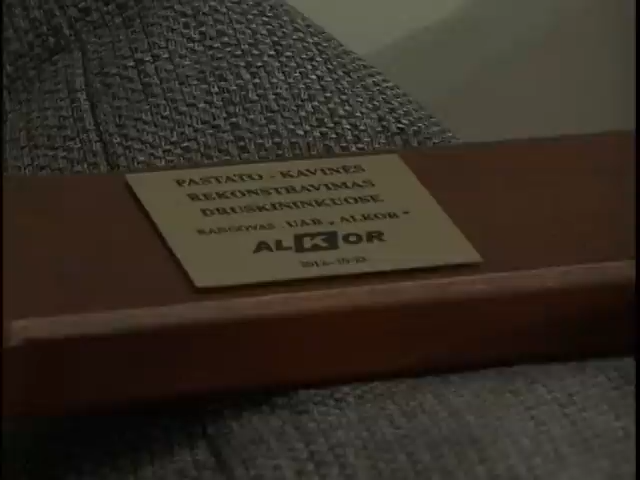 PASTATO - KAVINĖS
REKONSTRAVIMAS
DRUSKININKUOSE
RANGOVAS UAB „ALKOR"
ALKOR